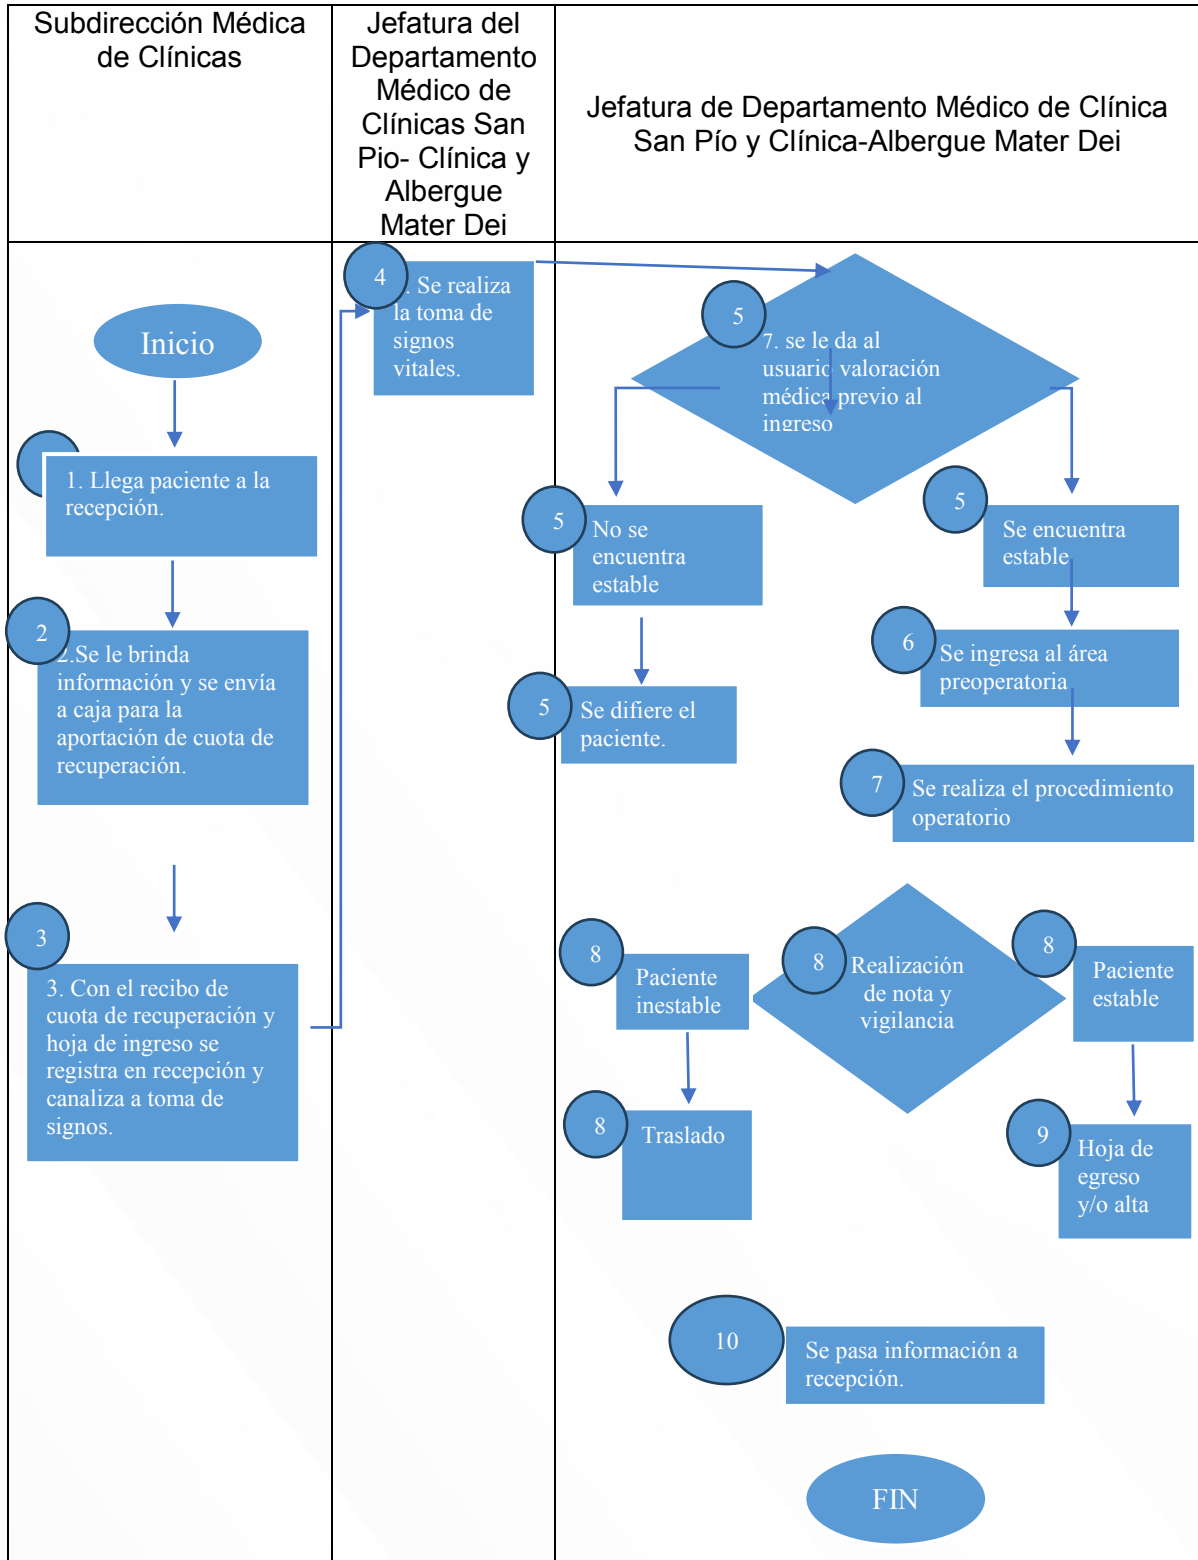 Subdirección Médica
de Clínicas
Jefatura del
Departamento
Médico de
Clínicas San
Pio- Clínica y
Albergue
Mater Dei
Jefatura de Departamento Médico de Clínica
San Pío y Clínica-Albergue Mater Dei
Inicio
1. Llega paciente a la
recepción.
2
2.Se le brinda
información y se envía
a caja para la
aportación de cuota de
recuperación.
3
3. Con el recibo de
cuota de recuperación y
hoja de ingreso se
registra en recepción y
canaliza a toma de
signos.
4
. Se realiza
la toma de
signos
vitales.
5
7. se le da al
usuario valoración
médica previo al
ingreso
5
No se
encuentra
estable
5
Se difiere el
paciente.
5
Se encuentra
estable
6
Se ingresa al área
preoperatoria
7
Se realiza el procedimiento
operatorio
8
Realización
de nota y
vigilancia
8
Paciente
inestable
8
Traslado
8
Paciente
estable
9
Hoja de
egreso
y/o alta
10
Se pasa información a
recepción.
FIN